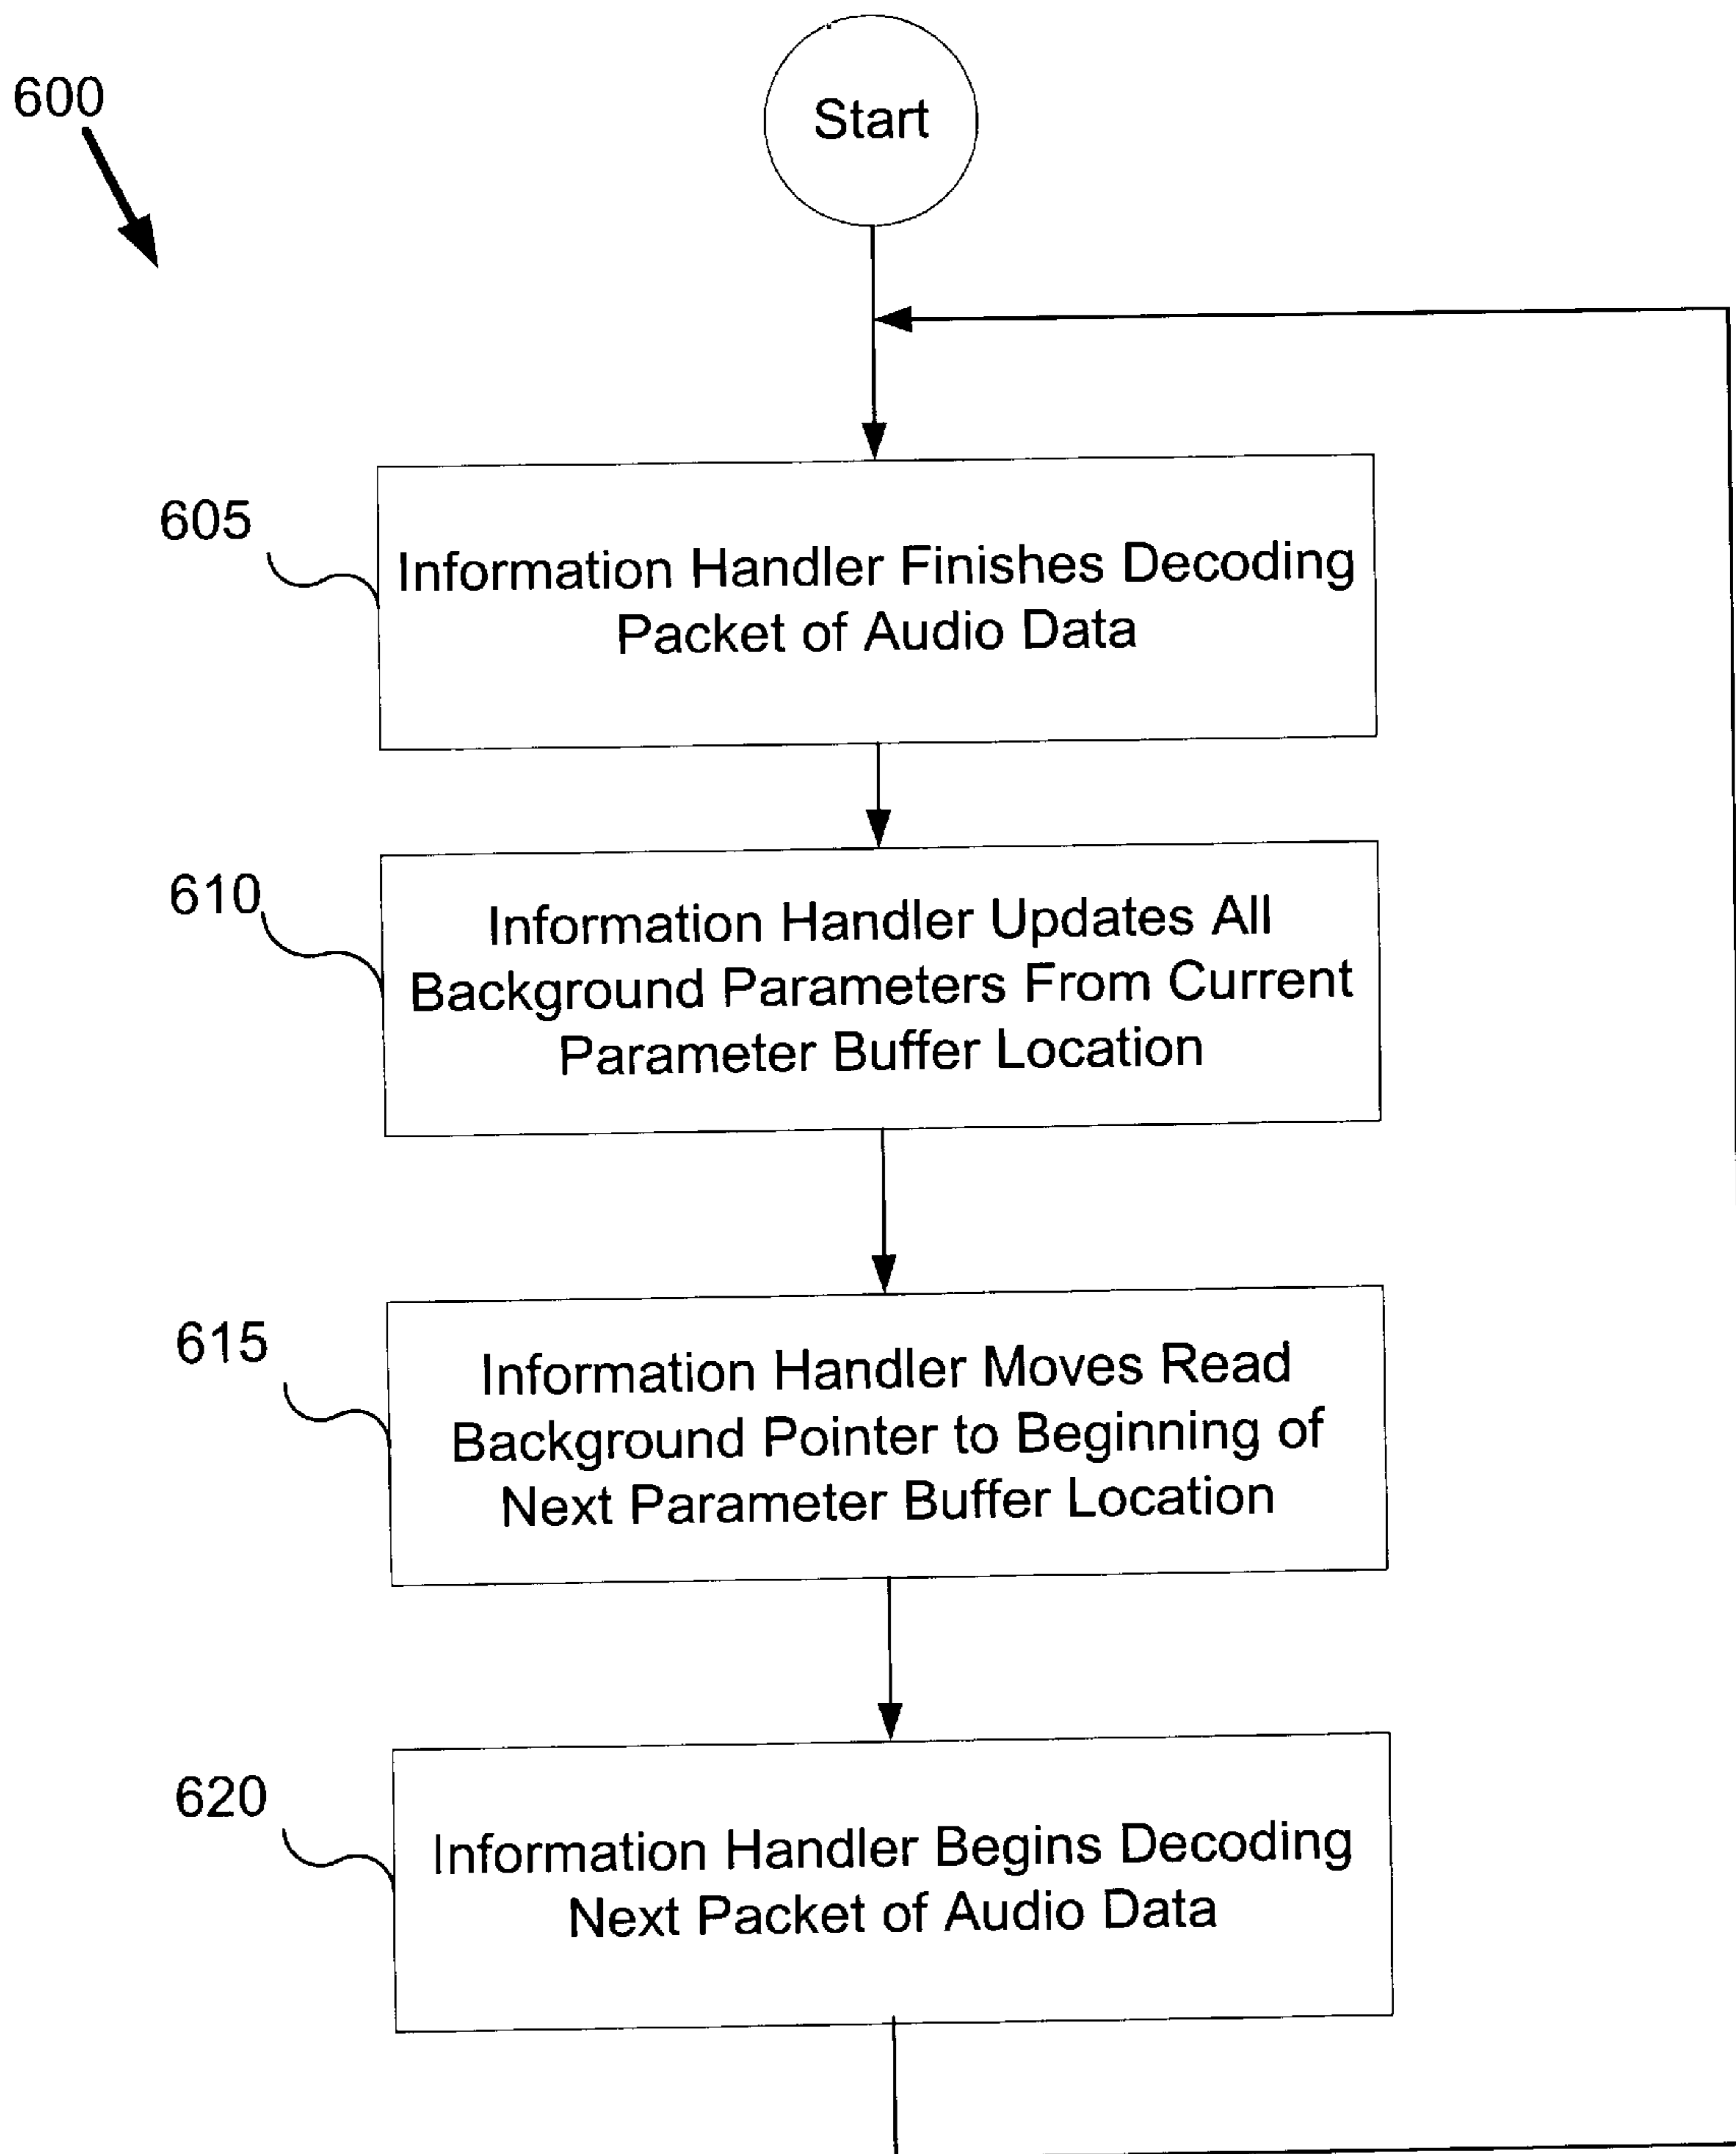 600
Start
605
Information Handler Finishes Decoding
Packet of Audio Data
610
Information Handler Updates All
Background Parameters From Current
Parameter Buffer Location
615
Information Handler Moves Read
Background Pointer to Beginning of
Next Parameter Buffer Location
620
Information Handler Begins Decoding
Next Packet of Audio Data